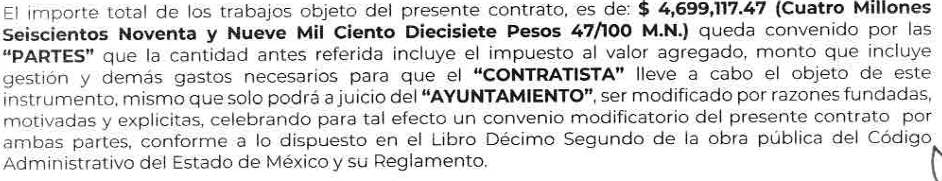 El importe total de los trabajos objeto del presente contrato, es de: $ 4,699,117.47 (Cuatro Millones
Seiscientos Noventa y Nueve Mil Ciento Diecisiete Pesos 47/100 M.N.) queda convenido por las
“PARTES” que la cantidad antes referida incluye el impuesto al valor agregado, monto que incluye
gestión y demás gastos necesarios para que el “CONTRATISTA” lleve a cabo el objeto de este
instrumento, mismo que solo podrá a juicio del “AYUNTAMIENTO”, ser modificado por razones fundadas,
motivadas y explicitas, celebrando para tal efecto un convenio modificatorio del presente contrato por
ambas partes, conforme a lo dispuesto en el Libro Décimo Segundo de la obra pública del Código
Administrativo del Estado de México y su Reglamento.